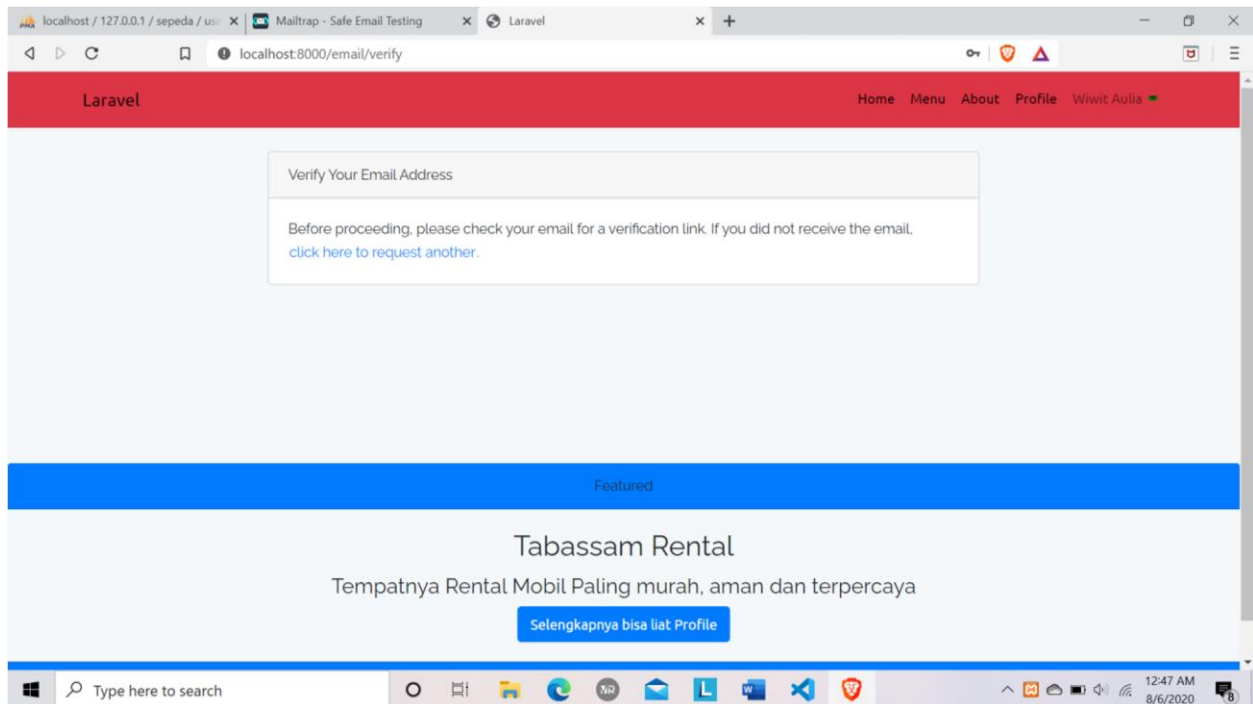 localhost / 127.0.0.1 / sepeda / use
Mailtrap - Safe Email Testing
Laravel
localhost:8000/email/verify
Laravel
Home Menu About Profile Wiwit Aulia
Verify Your Email Address
Before proceeding, please check your email for a verification link. If you did not receive the email,
click here to request another.
Featured
Tabassam Rental
Tempatnya Rental Mobil Paling murah, aman dan terpercaya
Selengkapnya bisa liat Profile
Type here to search
12:47 AM
8/6/2020
8